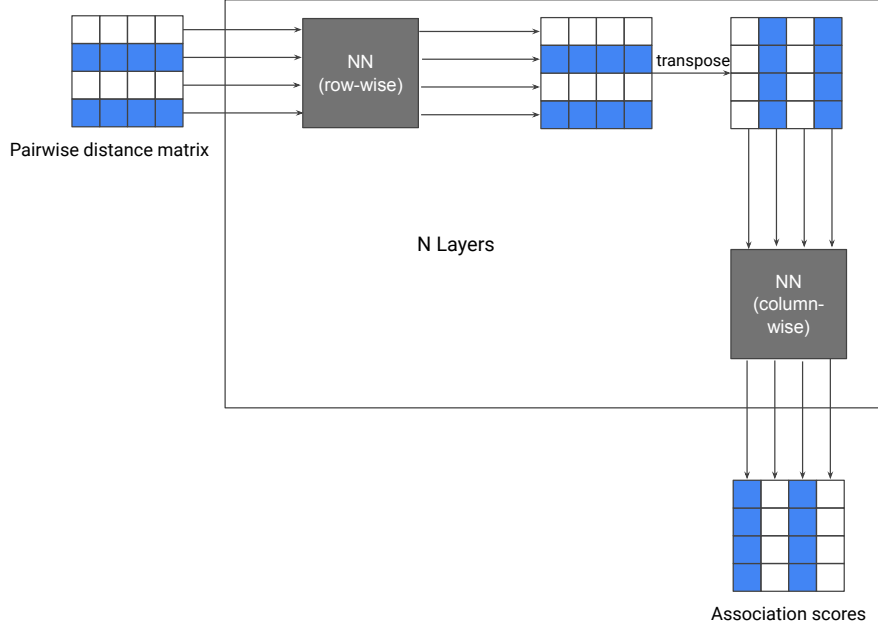 NN
(row-wise)
transpose
Pairwise distance matrix
N Layers
NN
(column-
wise)
Association scores